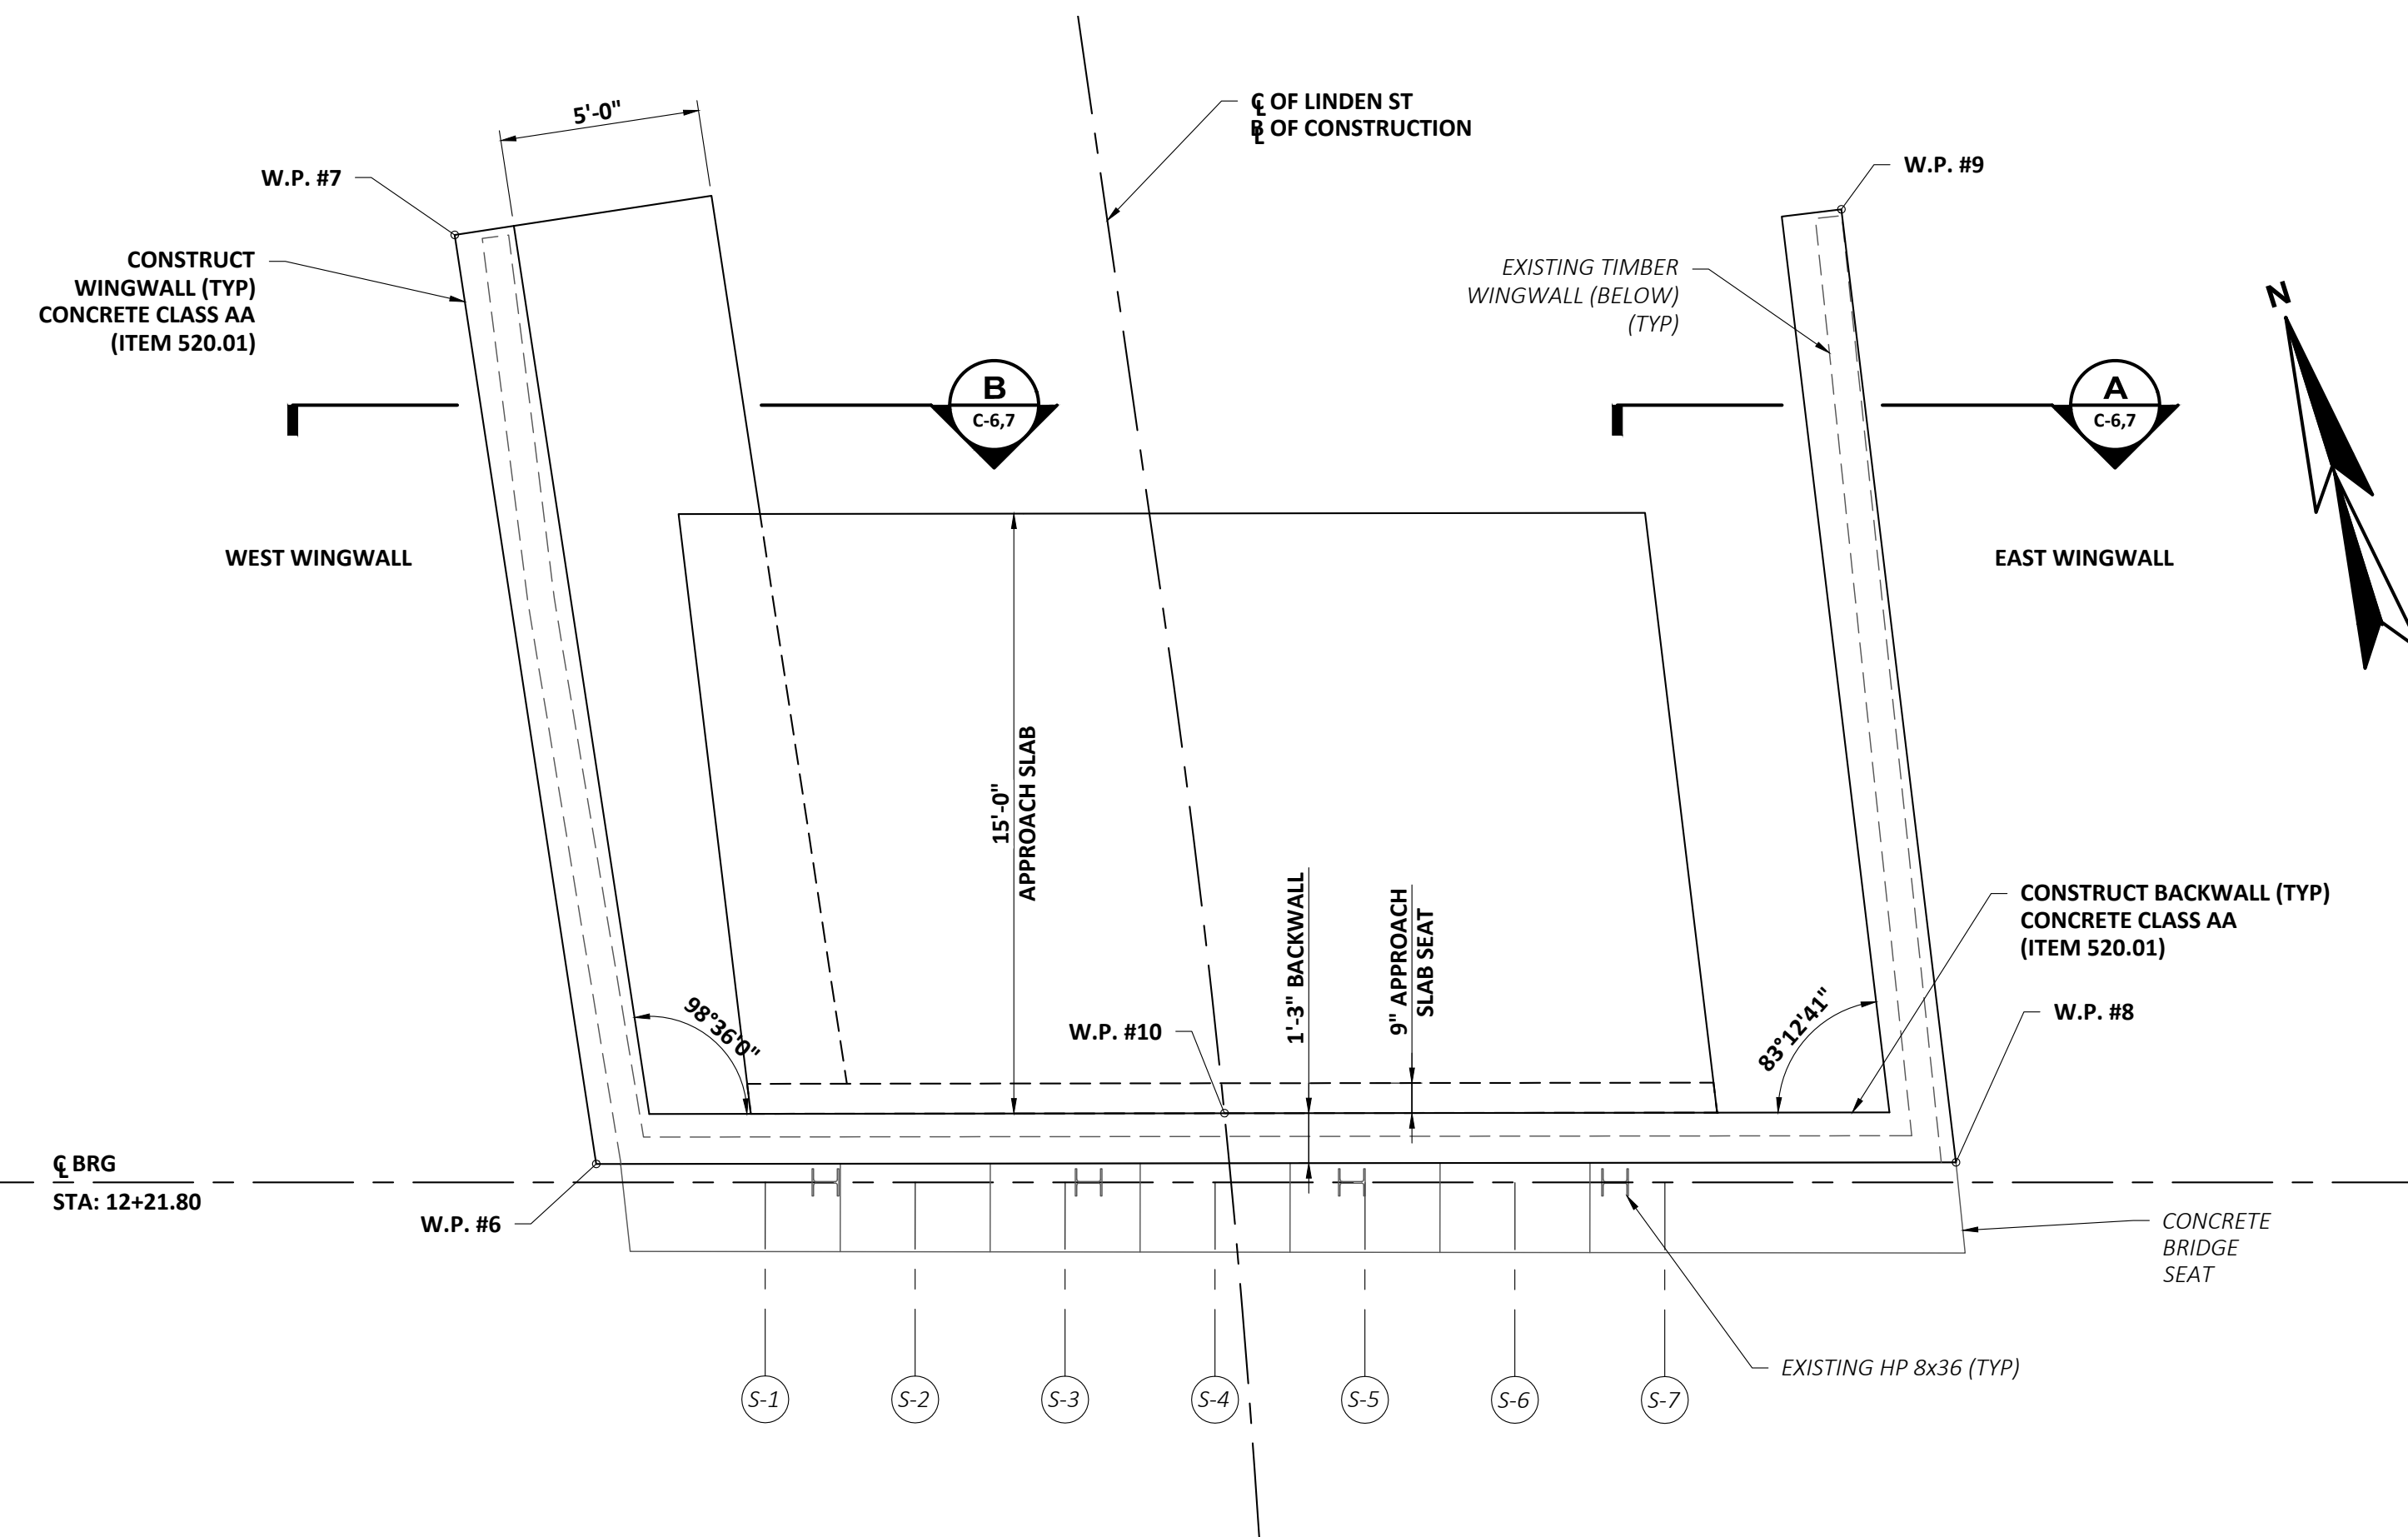 5'-0"
℄ OF LINDEN ST
B
L OF CONSTRUCTION
W.P. #7
W.P. #9
CONSTRUCT
WINGWALL (TYP)
CONCRETE CLASS AA
(ITEM 520.01)
EXISTING TIMBER
WINGWALL (BELOW)
(TYP)
N
B
C-6,7
A
C-6,7
WEST WINGWALL
EAST WINGWALL
15'-0"
APPROACH SLAB
1'-3" BACKWALL
9" APPROACH
SLAB SEAT
CONSTRUCT BACKWALL (TYP)
CONCRETE CLASS AA
(ITEM 520.01)
98°36'0"
W.P. #10
83°12'41"
W.P. #8
℄ BRG
STA: 12+21.80
W.P. #6
CONCRETE
BRIDGE
SEAT
EXISTING HP 8x36 (TYP)
S-1
S-2
S-3
S-4
S-5
S-6
S-7